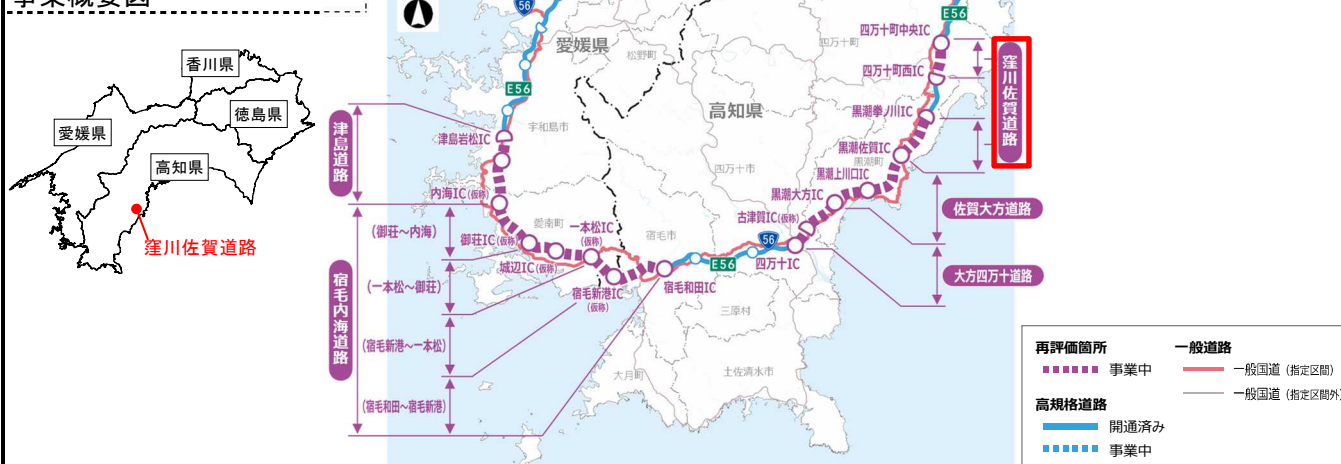 事業概要図
香川県
徳島県
愛媛県
高知県
窪川佐賀道路
56
E56
愛媛県
松野町
四万十町
四万十町中央IC
四万十町西IC
窪川佐賀道路
E56
高知県
黒潮拳ノ川IC
津島道路
津島岩松IC
宇和島市
黒潮佐賀IC
黒潮町
四万十市
黒潮上川口IC
内海IC(仮称)
黒潮大方IC
佐賀大方道路
(御荘～内海)
愛南町
一本松IC
(仮称)
宿毛市
古津賀IC(仮称)
御荘IC(仮称)
56
城辺IC(仮称)
E56
四万十IC
大方四万十道路
宿毛内海道路
(一本松～御荘)
宿毛新港IC
(仮称)
宿毛和田IC
三原村
(宿毛新港～一本松)
大月町
土佐清水市
(宿毛和田～宿毛新港)
再評価箇所
事業中
高規格道路
開通済み
事業中
一般道路
一般国道 (指定区間)
一般国道 (指定区間外)